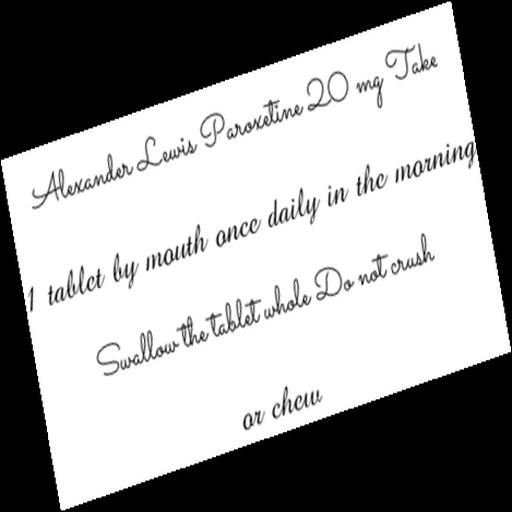 Alexander Lewis Paroxetine 20 mg Take
1 tablet by mouth once daily in the morning
Swallow the tablet whole Do not crush
or chew